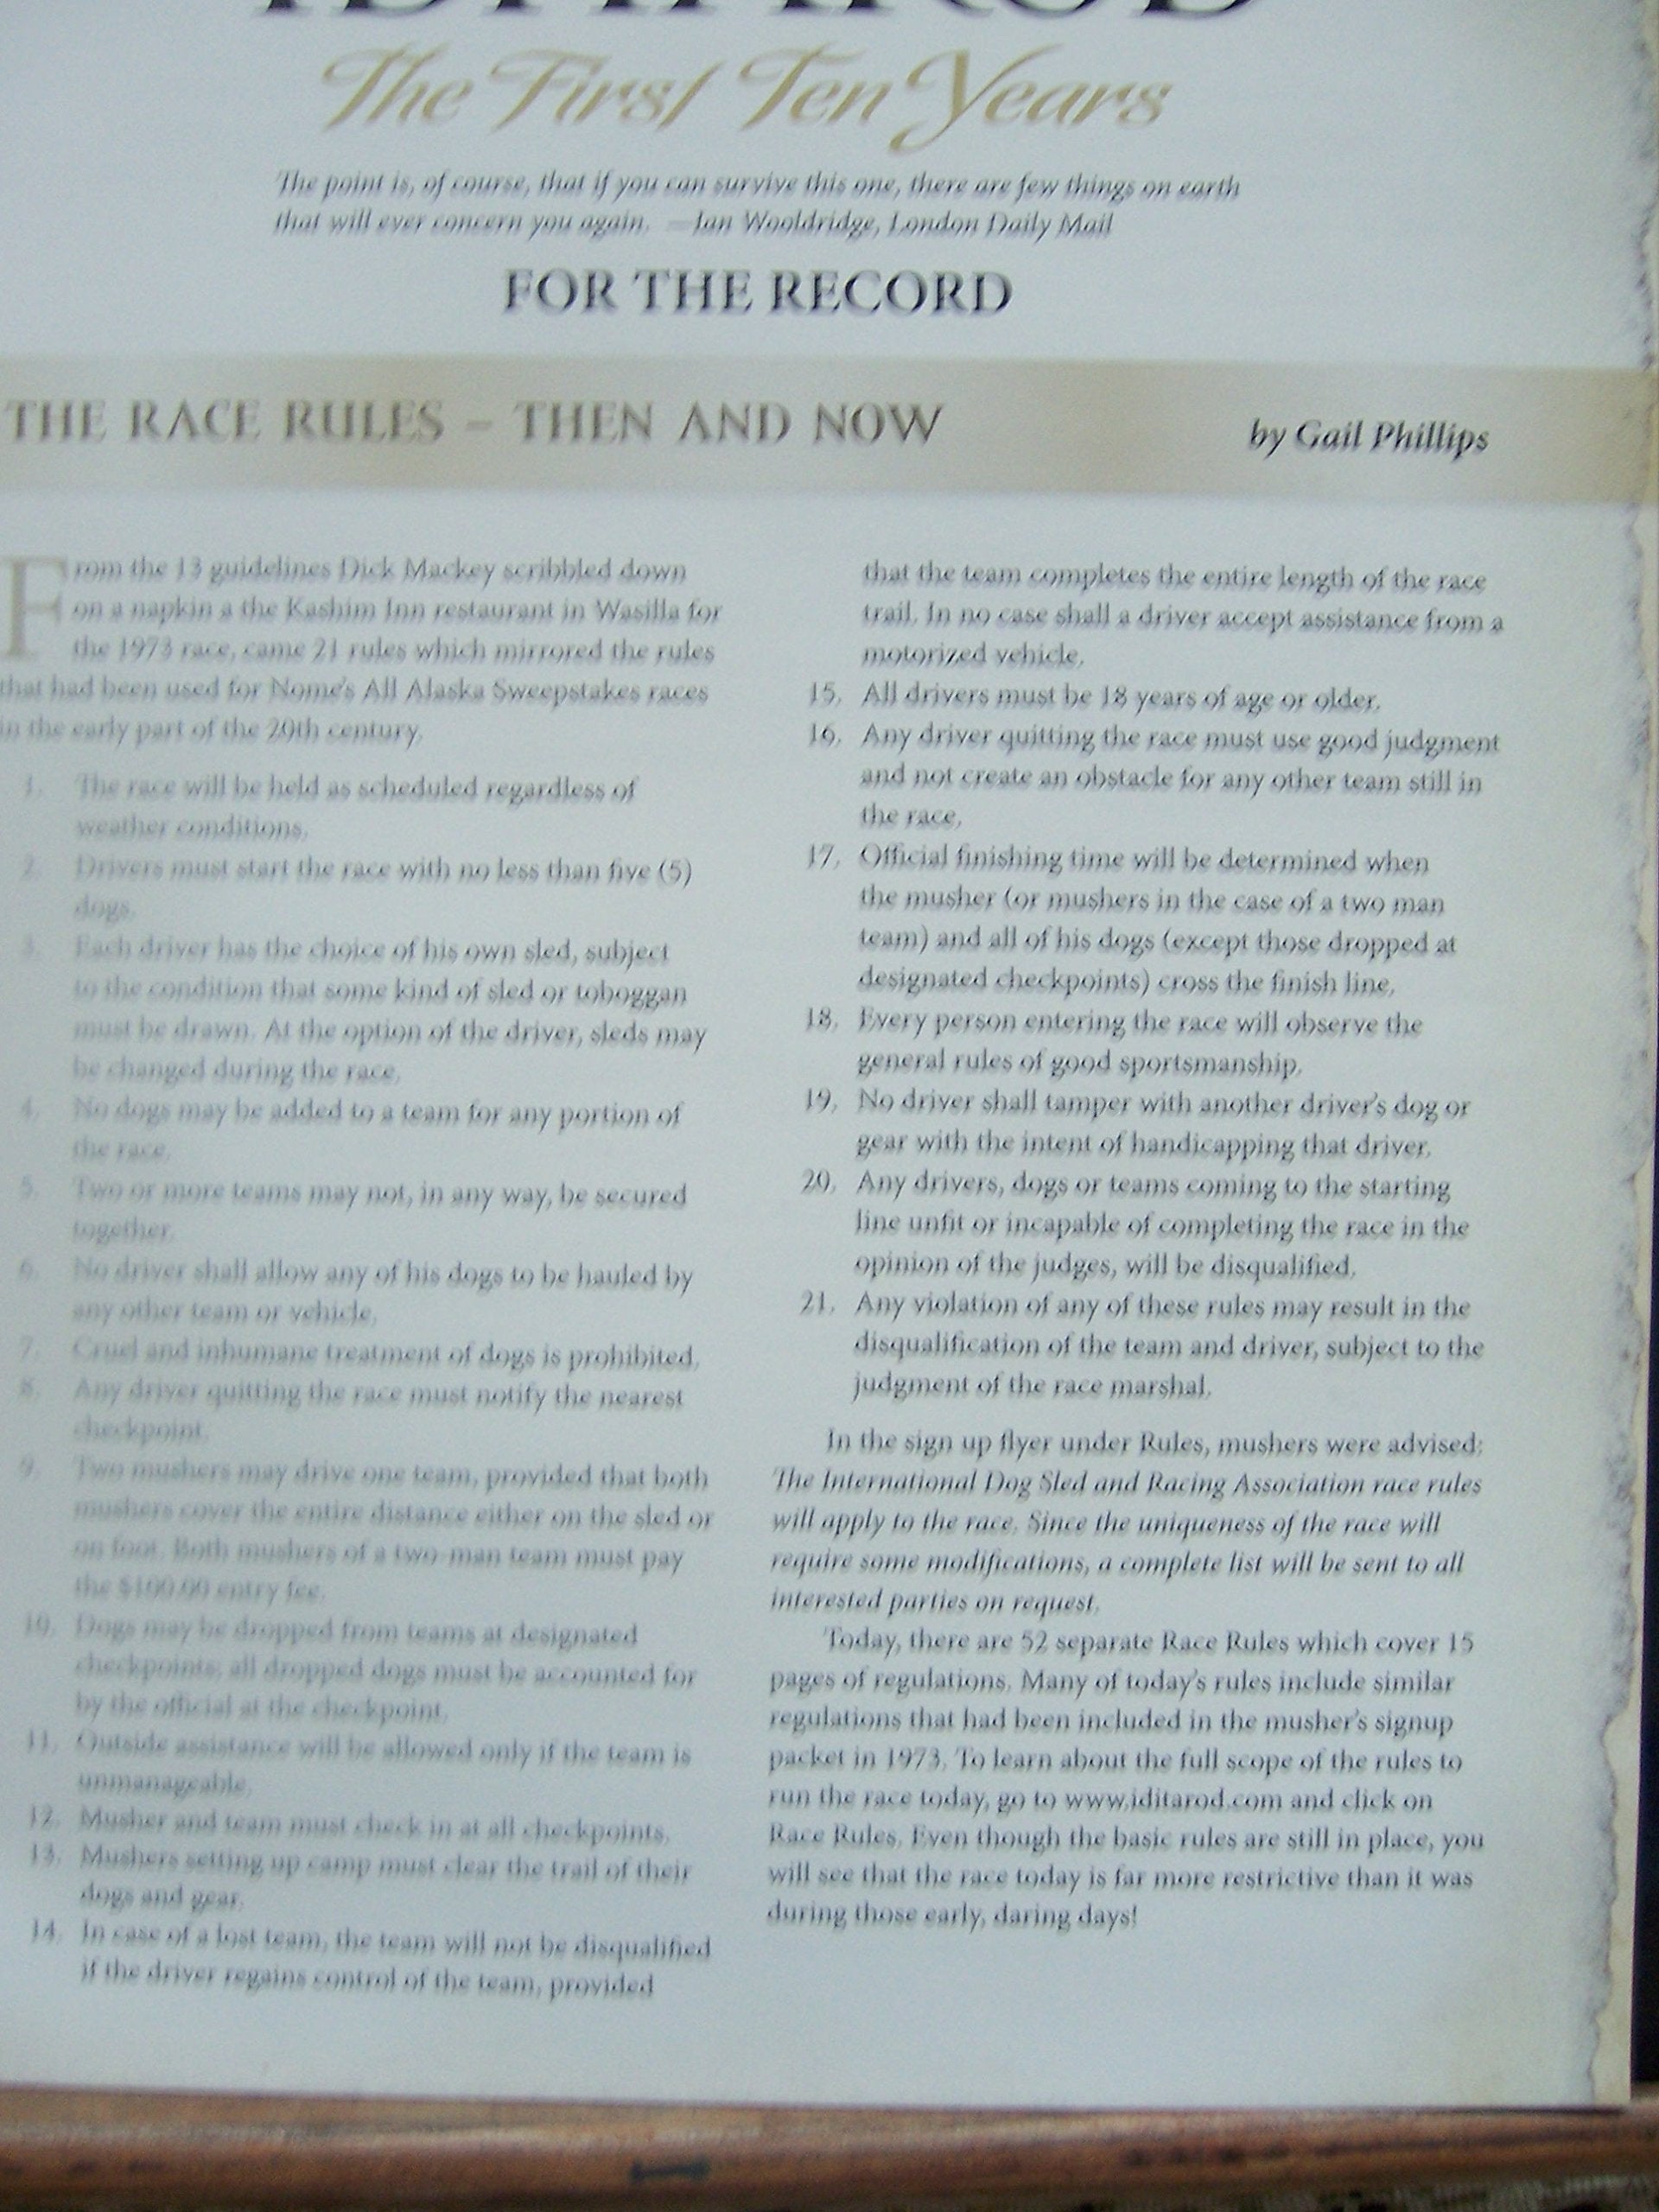 The First Ten Years
The point is, of course, that if you can survive this one, there are few things on earth
that will ever concern you again. —Ian Wooldridge, London Daily Mail
FOR THE RECORD
THE RACE RULES – THEN AND NOW
by Gail Phillips
From the 13 guidelines Dick Mackey scribbled down
on a napkin a the Kashim Inn restaurant in Wasilla for
the 1973 race, came 21 rules which mirrored the rules
that had been used for Nome's All Alaska Sweepstakes races
in the early part of the 20th century.
1. The race will be held as scheduled regardless of
weather conditions.
2. Drivers must start the race with no less than five (5)
dogs.
3. Each driver has the choice of his own sled, subject
to the condition that some kind of sled or toboggan
must be drawn. At the option of the driver, sleds may
be changed during the race.
4. No dogs may be added to a team for any portion of
the race.
5. Two or more teams may not, in any way, be secured
together.
6. No driver shall allow any of his dogs to be hauled by
any other team or vehicle.
7. Cruel and inhumane treatment of dogs is prohibited.
8. Any driver quitting the race must notify the nearest
checkpoint.
9. Two mushers may drive one team, provided that both
mushers cover the entire distance either on the sled or
on foot. Both mushers of a two-man team must pay
the $100.00 entry fee.
10. Dogs may be dropped from teams at designated
checkpoints; all dropped dogs must be accounted for
by the official at the checkpoint.
11. Outside assistance will be allowed only if the team is
unmanageable.
12. Musher and team must check in at all checkpoints.
13. Mushers setting up camp must clear the trail of their
dogs and gear.
14. In case of a lost team, the team will not be disqualified
if the driver regains control of the team, provided
that the team completes the entire length of the race
trail. In no case shall a driver accept assistance from a
motorized vehicle.
15. All drivers must be 18 years of age or older.
16. Any driver quitting the race must use good judgment
and not create an obstacle for any other team still in
the race.
17. Official finishing time will be determined when
the musher (or mushers in the case of a two man
team) and all of his dogs (except those dropped at
designated checkpoints) cross the finish line.
18. Every person entering the race will observe the
general rules of good sportsmanship.
19. No driver shall tamper with another driver's dog or
gear with the intent of handicapping that driver.
20. Any drivers, dogs or teams coming to the starting
line unfit or incapable of completing the race in the
opinion of the judges, will be disqualified.
21. Any violation of any of these rules may result in the
disqualification of the team and driver, subject to the
judgment of the race marshal.
In the sign up flyer under Rules, mushers were advised:
The International Dog Sled and Racing Association race rules
will apply to the race. Since the uniqueness of the race will
require some modifications, a complete list will be sent to all
interested parties on request.
Today, there are 52 separate Race Rules which cover 15
pages of regulations. Many of today's rules include similar
regulations that had been included in the musher's signup
packet in 1973. To learn about the full scope of the rules to
run the race today, go to www.iditarod.com and click on
Race Rules. Even though the basic rules are still in place, you
will see that the race today is far more restrictive than it was
during those early, daring days!